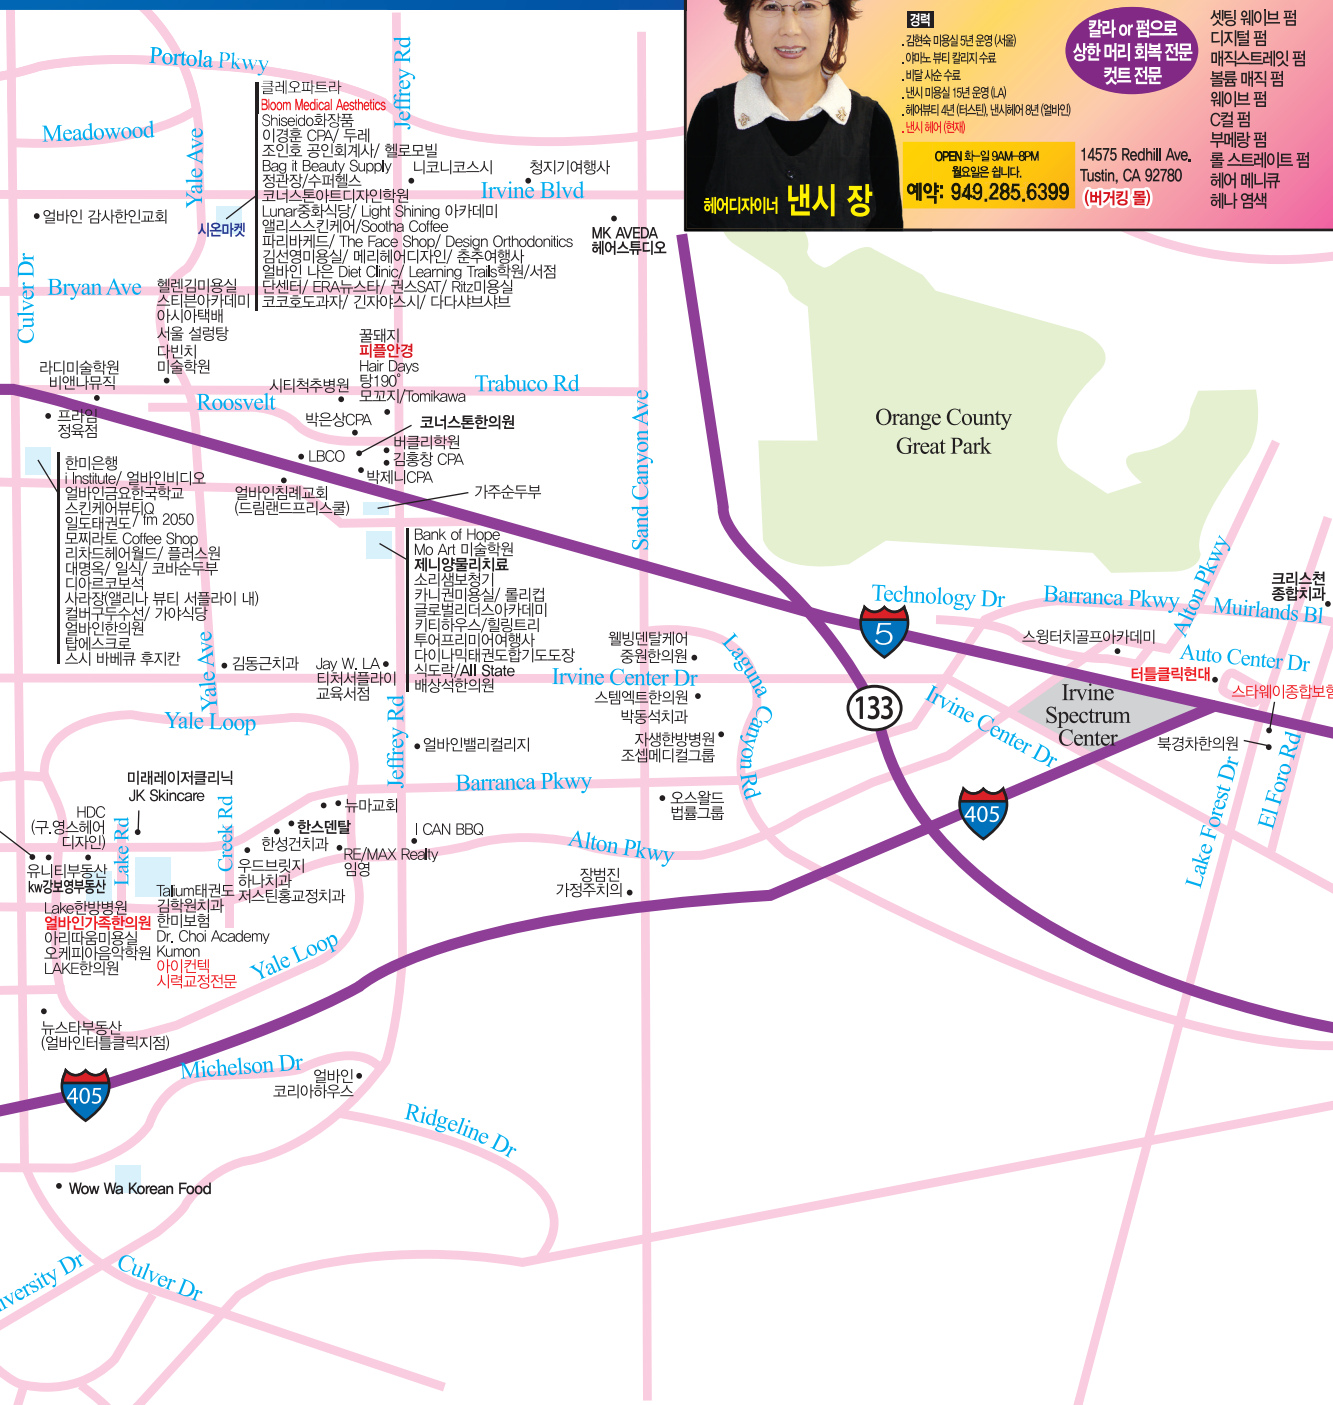 경력
.김현숙 미용실 5년 운영 (서울)
.야마노 뷰티 칼리지 수료
.비달 사순 수료
.낸시 미용실 15년 운영 (LA)
.헤어뷰티 4년 (터스틴), 낸시헤어 8년 (얼바인)
.낸시 헤어 (현재)
칼라 or 펌으로
상한 머리 회복 전문
컷트 전문
셋팅 웨이브 펌
디지털 펌
매직스트레잇 펌
볼륨 매직 펌
웨이브 펌
C컬 펌
부메랑 펌
롤 스트레이트 펌
헤어 메니큐
헤나 염색
OPEN 화-일 9AM-8PM
월요일은 쉽니다.
예약: 949.285.6399
14575 Redhill Ave.
Tustin, CA 92780
(버거킹 몰)
헤어디자이너 낸시 장
Portola Pkwy
Jeffrey Rd
Meadowood
Yale Ave
클레오파트라
Bloom Medical Aesthetics
Shiseido화장품
이경훈 CPA/ 두레
조인호 공인회계사/ 헬로모빌
Bag it Beauty Supply
정관장/수퍼헬스
코너스톤아트디자인학원
Lunar중화식당/ Light Shining 아카데미
앨리스스킨케어/Sootha Coffee
파리바케드/ The Face Shop/ Design Orthodonitics
김선영미용실/ 메리헤어디자인/ 춘추여행사
얼바인 나은 Diet Clinic/ Learning Trails학원/서점
단센터/ ERA뉴스타/ 권스SAT/ Ritz미용실
코코호도과자/ 긴자야스시/ 다다샤브샤브
니코니코스시
청지기여행사
Irvine Blvd
얼바인 감사한인교회
시온마켓
MK AVEDA
헤어스튜디오
Culver Dr
Bryan Ave
헬렌김미용실
스티븐아카데미
아시아택배
서울 설렁탕
다빈치
미술학원
꿀돼지
피플안경
Hair Days
탕190°
모꼬지/Tomikawa
라디미술학원
비앤나뮤직
시티척추병원
Trabuco Rd
Roosvelt
프라임
정육점
박은상CPA
코너스톤한의원
LBCO
버클리학원
김홍창 CPA
박제니CPA
Sand Canyon Ave
Orange County
Great Park
한미은행
i Institute/ 얼바인비디오
얼바인금요한국학교
스킨케어뷰티Q
일도태권도/ fm 2050
모찌라토 Coffee Shop
리차드헤어월드/ 플러스원
대명옥/ 일식/ 코바순두부
디아르코보석
사라장(앨리나 뷰티 서플라이 내)
컬버구두수선/ 가야식당
얼바인한의원
탑에스크로
스시 바베큐 후지칸
얼바인침례교회
(드림랜드프리스쿨)
가주순두부
Bank of Hope
Mo Art 미술학원
제니양물리치료
소리샘보청기
카니권미용실/ 롤리컵
글로벌리더스아카데미
키티하우스/힐링트리
투어프리미어여행사
다이나믹태권도합기도도장
식도락/All State
배상식한의원
Technology Dr
Barranca Pkwy
Alton Pkwy
Muirlands Bl
크리스천
종합치과
5
스윙터치골프아카데미
Auto Center Dr
터틀클릭현대
스타웨이종합보험
Yale Ave
김동근치과
Jay W. LA
티처서플라이
교육서점
웰빙덴탈케어
중원한의원
Irvine Center Dr
스템엑트한의원
박동석치과
자생한방병원
조셉메디컬그룹
Laguna Canyon Rd
133
Irvine Center Dr
Irvine
Spectrum
Center
북경차한의원
Yale Loop
Jeffrey Rd
얼바인밸리컬리지
Barranca Pkwy
오스왈드
법률그룹
405
Lake Forest Dr
El Foro Rd
미래레이저클리닉
JK Skincare
HDC
(구.영스헤어
디자인)
Lake Rd
Creek Rd
뉴마교회
한스덴탈
한성건치과
I CAN BBQ
RE/MAX Realty
임영
Alton Pkwy
유니티부동산
kw강보영부동산
우드브릿지
하나치과
저스틴홍교정치과
장범진
가정주치의
Lake한방병원
얼바인가족한의원
아리따움미용실
오케피아음악학원
LAKE한의원
Talium태권도
김학원치과
한미보험
Dr. Choi Academy
Kumon
아이컨텍
시력교정전문
Yale Loop
뉴스타부동산
(얼바인터틀클릭지점)
Michelson Dr
405
얼바인
코리아하우스
Ridgeline Dr
Wow Wa Korean Food
iversity Dr
Culver Dr